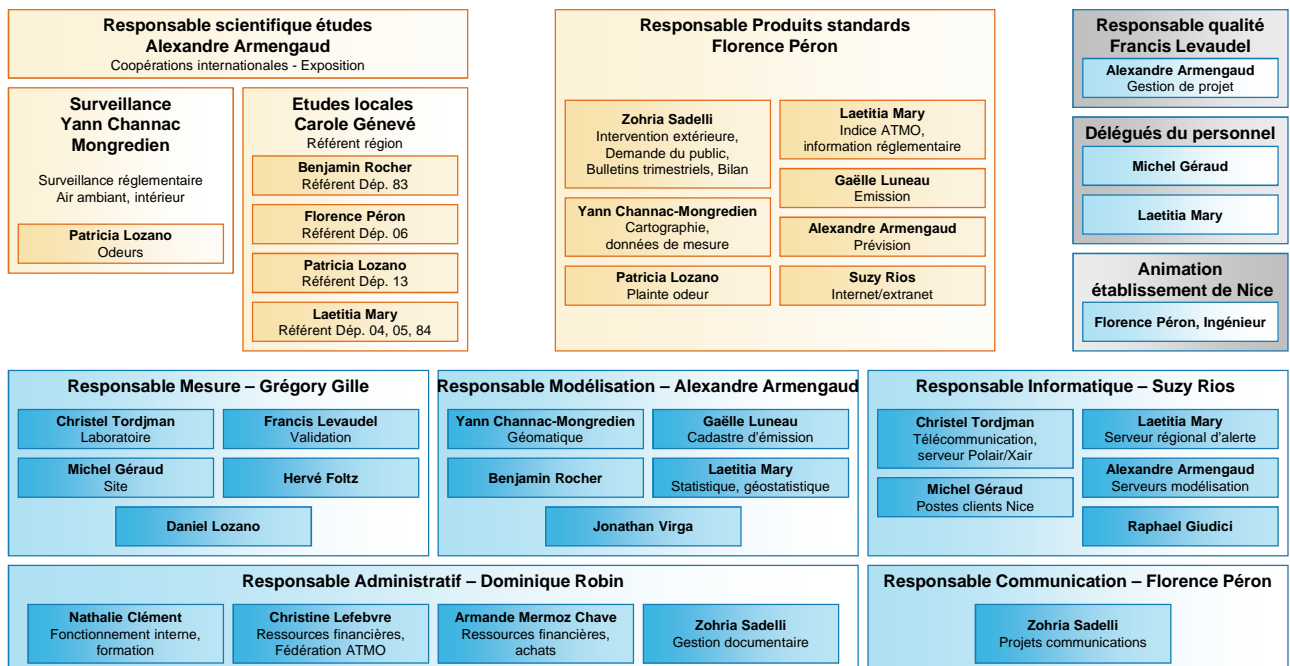 Responsable scientifique études
Alexandre Armengaud
Coopérations internationales - Exposition
Surveillance
Yann Channac
Mongredien
Surveillance réglementaire
Air ambiant, intérieur
Patricia Lozano
Odeurs
Etudes locales
Carole Génevé
Référent région
Benjamin Rocher
Référent Dép. 83
Florence Péron
Référent Dép. 06
Patricia Lozano
Référent Dép. 13
Laetitia Mary
Référent Dép. 04, 05, 84
Responsable Produits standards
Florence Péron
Zohria Sadelli
Intervention extérieure,
Demande du public,
Bulletins trimestriels, Bilan
Yann Channac-Mongredien
Cartographie,
données de mesure
Patricia Lozano
Plainte odeur
Laetitia Mary
Indice ATMO,
information réglementaire
Gaëlle Luneau
Emission
Alexandre Armengaud
Prévision
Suzy Rios
Internet/extranet
Responsable qualité
Francis Levaudel
Alexandre Armengaud
Gestion de projet
Délégués du personnel
Michel Géraud
Laetitia Mary
Animation
établissement de Nice
Florence Péron, Ingénieur
Responsable Mesure – Grégory Gille
Christel Tordjman
Laboratoire
Francis Levaudel
Validation
Michel Géraud
Site
Hervé Foltz
Daniel Lozano
Responsable Modélisation – Alexandre Armengaud
Yann Channac-Mongredien
Géomatique
Gaëlle Luneau
Cadastre d'émission
Benjamin Rocher
Laetitia Mary
Statistique, géostatistique
Jonathan Virga
Responsable Informatique – Suzy Rios
Christel Tordjman
Télécommunication,
serveur Polair/Xair
Michel Géraud
Postes clients Nice
Laetitia Mary
Serveur régional d'alerte
Alexandre Armengaud
Serveurs modélisation
Raphael Giudici
Responsable Administratif – Dominique Robin
Nathalie Clément
Fonctionnement interne,
formation
Christine Lefebvre
Ressources financières,
Fédération ATMO
Armande Mermoz Chave
Ressources financières,
achats
Zohria Sadelli
Gestion documentaire
Responsable Communication – Florence Péron
Zohria Sadelli
Projets communications